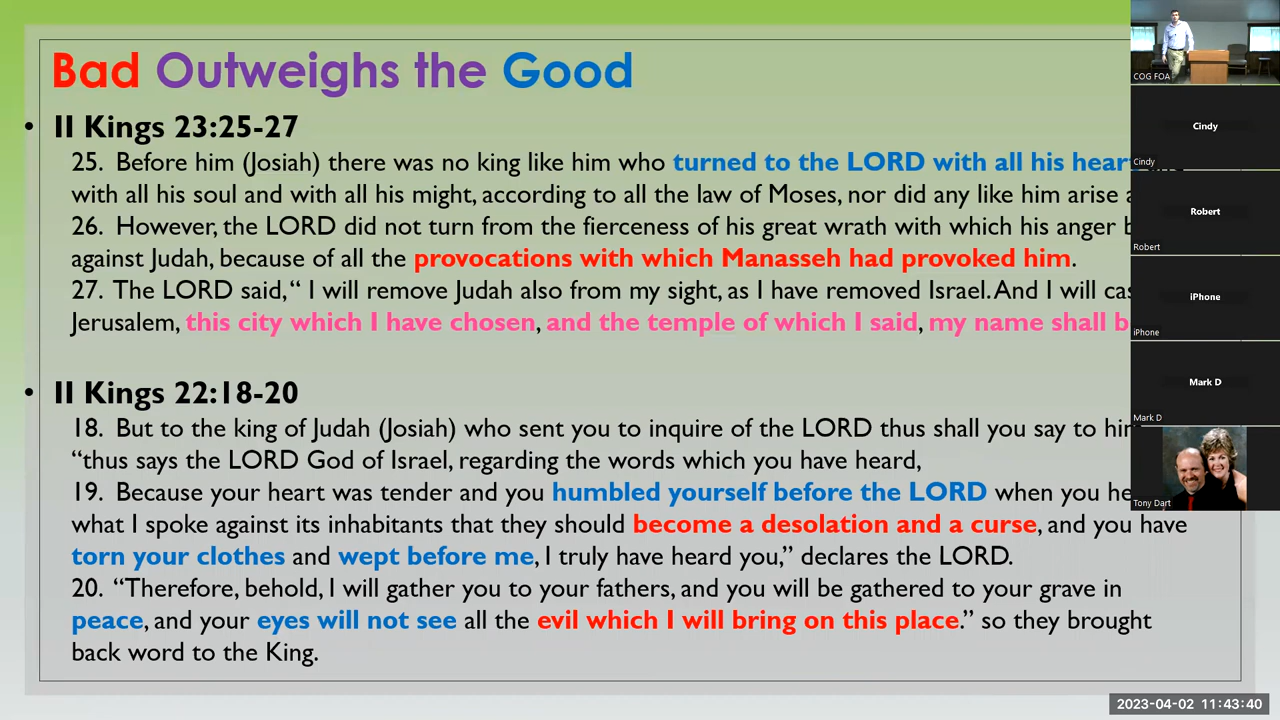 Bad Outweighs the Good
• II Kings 23:25-27
25. Before him (Josiah) there was no king like him who turned to the LORD with all his hear
with all his soul and with all his might, according to all the law of Moses, nor did any like him arise
26. However, the LORD did not turn from the fierceness of his great wrath with which his anger b
against Judah, because of all the provocations with which Manasseh had provoked him.
27. The LORD said, “ I will remove Judah also from my sight, as I have removed Israel. And I will cas
Jerusalem, this city which I have chosen, and the temple of which I said, my name shall b
• II Kings 22:18-20
18. But to the king of Judah (Josiah) who sent you to inquire of the LORD thus shall you say to hin
“thus says the LORD God of Israel, regarding the words which you have heard,
19. Because your heart was tender and you humbled yourself before the LORD when you he
what I spoke against its inhabitants that they should become a desolation and a curse, and you have
torn your clothes and wept before me, I truly have heard you,” declares the LORD.
20. “Therefore, behold, I will gather you to your fathers, and you will be gathered to your grave in
peace, and your eyes will not see all the evil which I will bring on this place.” so they brought
back word to the King.
COG FOA
Cindy
Cindy
Robert
Robert
iPhone
iPhone
Mark D
Mark D
Tony Dart
2023-04-02 11:43:40